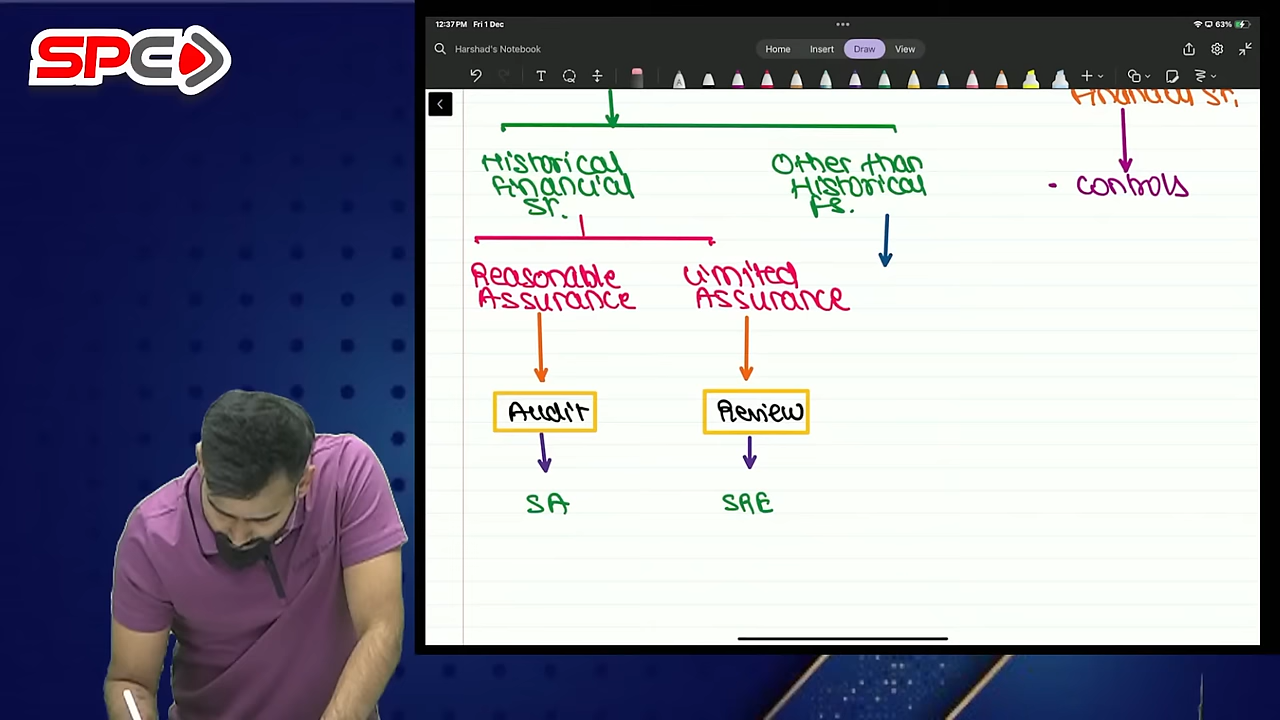 SPC
12:37 PM Fri 1 Dec
63%
Harshad's Notebook
Home Insert Draw View
Financial St.
Historical
Financial
St.
Other than
Historical
FS.
• Controls
Reasonable
Assurance
Limited
Assurance
Audit
Review
SA
SRE